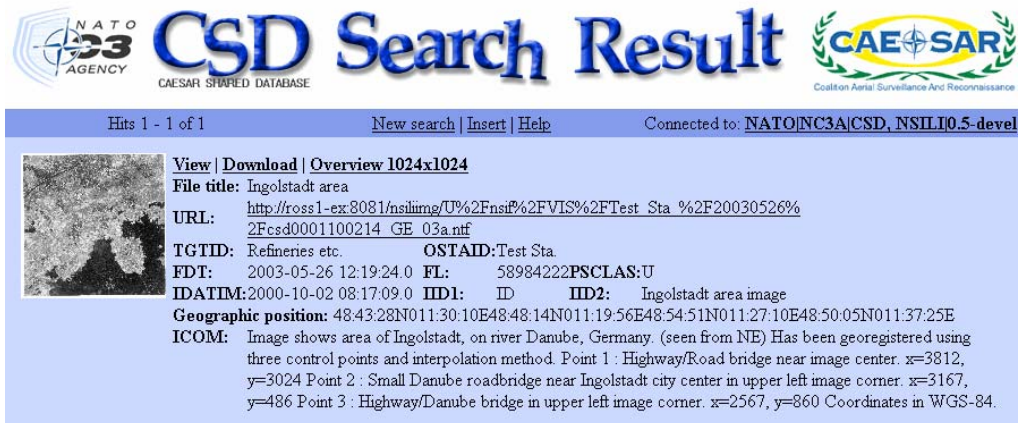 NATO
C3
AGENCY
CSD Search Result
CAESAR SHARED DATABASE
CAESAR
Coalition Aerial Surveillance And Reconnaissance
Hits 1 - 1 of 1 New search | Insert | Help Connected to: NATO|NC3A|CSD, NSILI|0.5-devel
View | Download | Overview 1024x1024
File title: Ingolstadt area
URL: http://ross1-ex:8081/nsiliimg/U%2Fnsif%2FVIS%2FTest_Sta_%2F20030526%
2Fcsd0001100214_GE_03a.ntf
TGTID: Refineries etc. OSTAID:Test Sta.
FDT: 2003-05-26 12:19:24.0 FL: 58984222PSCLAS:U
IDATIM:2000-10-02 08:17:09.0 IID1: ID IID2: Ingolstadt area image
Geographic position: 48:43:28N011:30:10E48:48:14N011:19:56E48:54:51N011:27:10E48:50:05N011:37:25E
ICOM: Image shows area of Ingolstadt, on river Danube, Germany. (seen from NE) Has been georegistered using
three control points and interpolation method. Point 1 : Highway/Road bridge near image center. x=3812,
y=3024 Point 2 : Small Danube roadbridge near Ingolstadt city center in upper left image corner. x=3167,
y=486 Point 3 : Highway/Danube bridge in upper left image corner. x=2567, y=860 Coordinates in WGS-84.